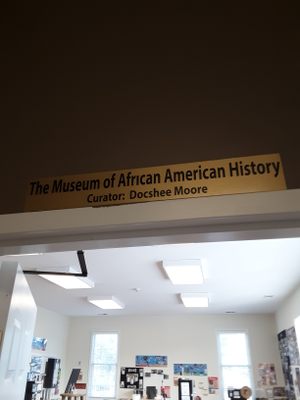 The Museum of African American History
Curator: Docshee Moore